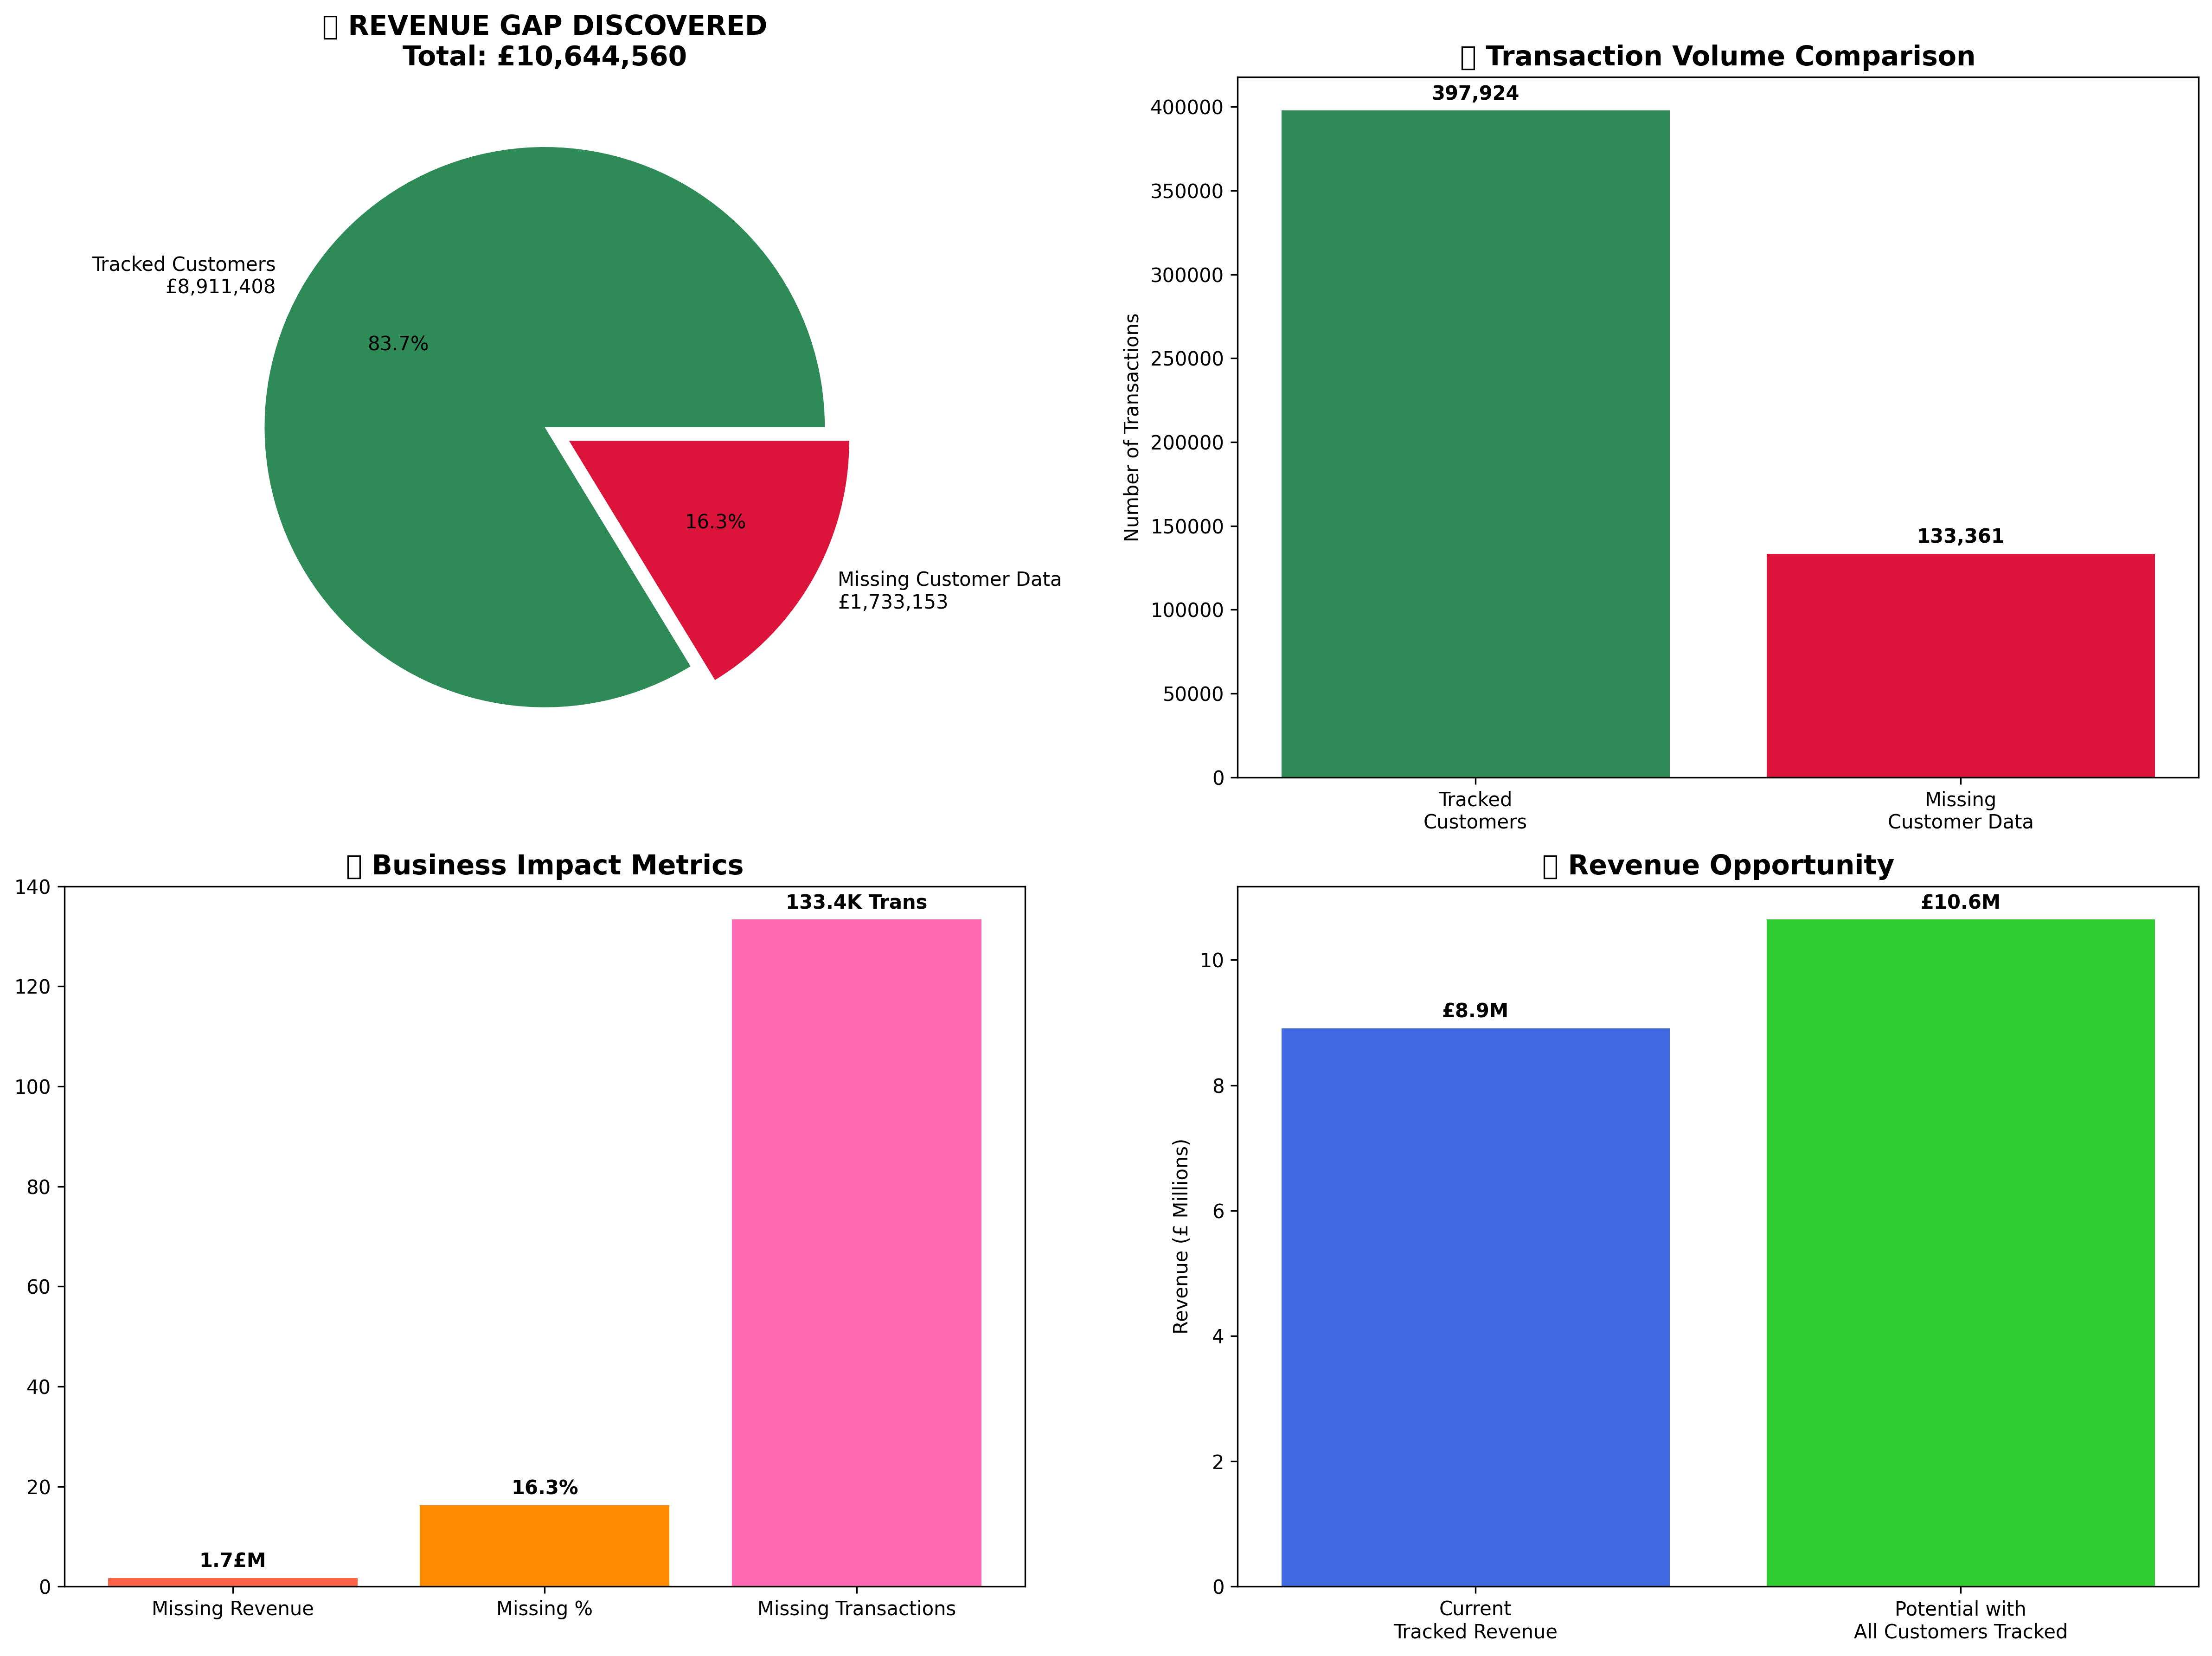 ▯ REVENUE GAP DISCOVERED
Total: £10,644,560
Tracked Customers
£8,911,408
83.7%
16.3%
Missing Customer Data
£1,733,153
▯ Transaction Volume Comparison
Number of Transactions
400000
350000
300000
250000
200000
150000
100000
50000
0
397,924
133,361
Tracked
Customers
Missing
Customer Data
▯ Business Impact Metrics
140
120
100
80
60
40
20
0
1.7£M
16.3%
133.4K Trans
Missing Revenue
Missing %
Missing Transactions
▯ Revenue Opportunity
Revenue (£ Millions)
10
8
6
4
2
0
£8.9M
£10.6M
Current
Tracked Revenue
Potential with
All Customers Tracked